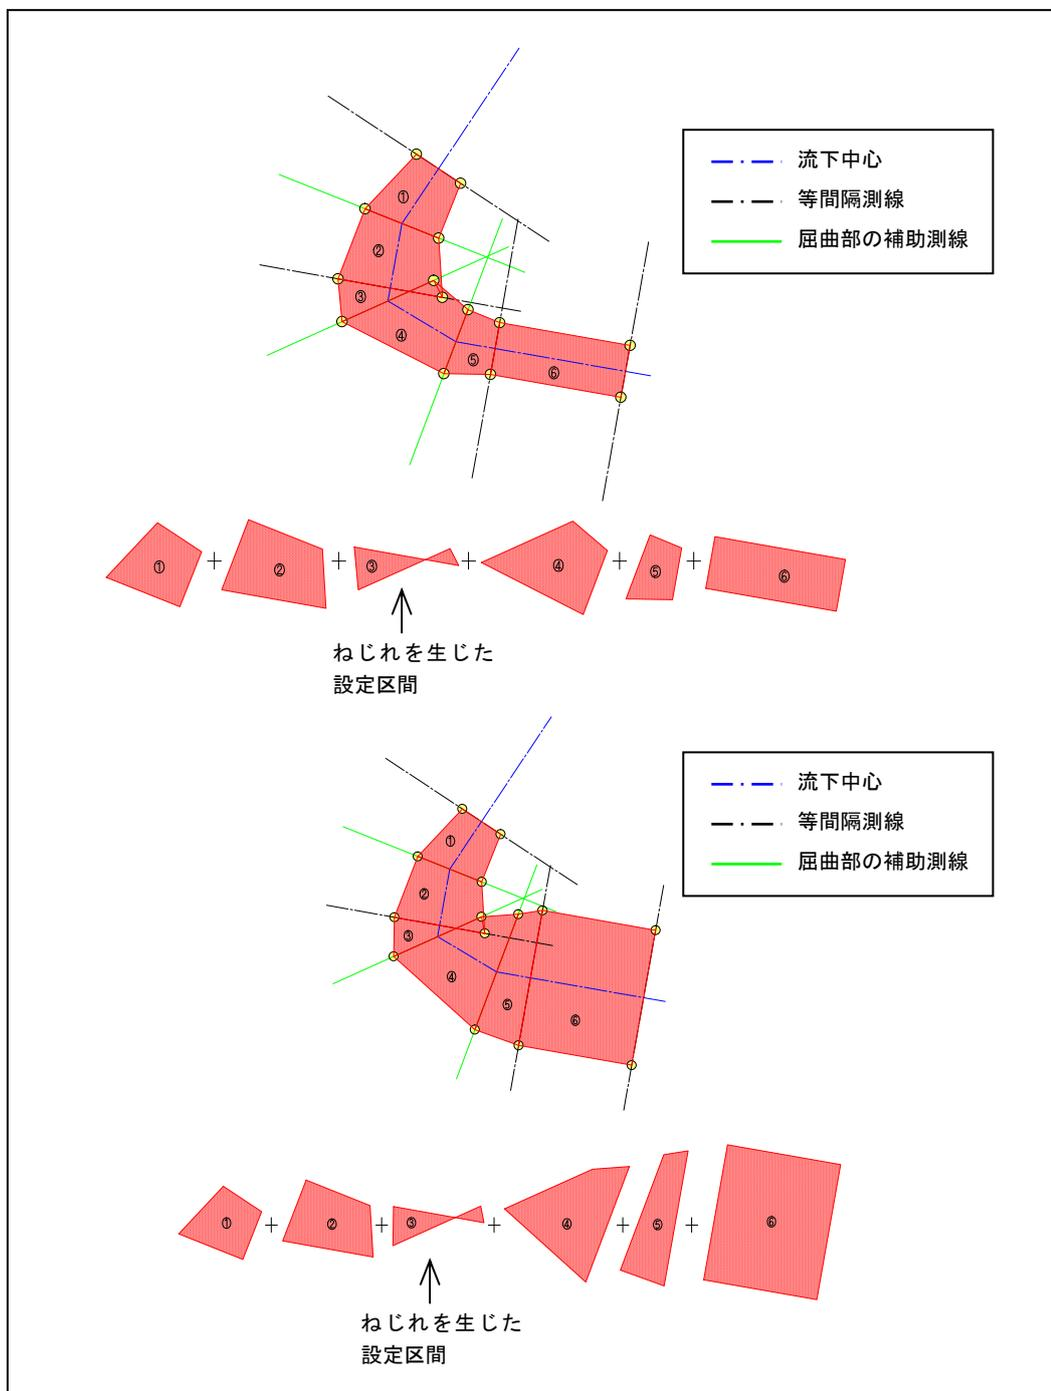 流下中心
等間隔測線
屈曲部の補助測線
①
②
③
④
⑤
⑥
① + ② + ③ + ④ + ⑤ + ⑥
ねじれを生じた
設定区間
流下中心
等間隔測線
屈曲部の補助測線
①
②
③
④
⑤
⑥
① + ② + ③ + ④ + ⑤ + ⑥
ねじれを生じた
設定区間